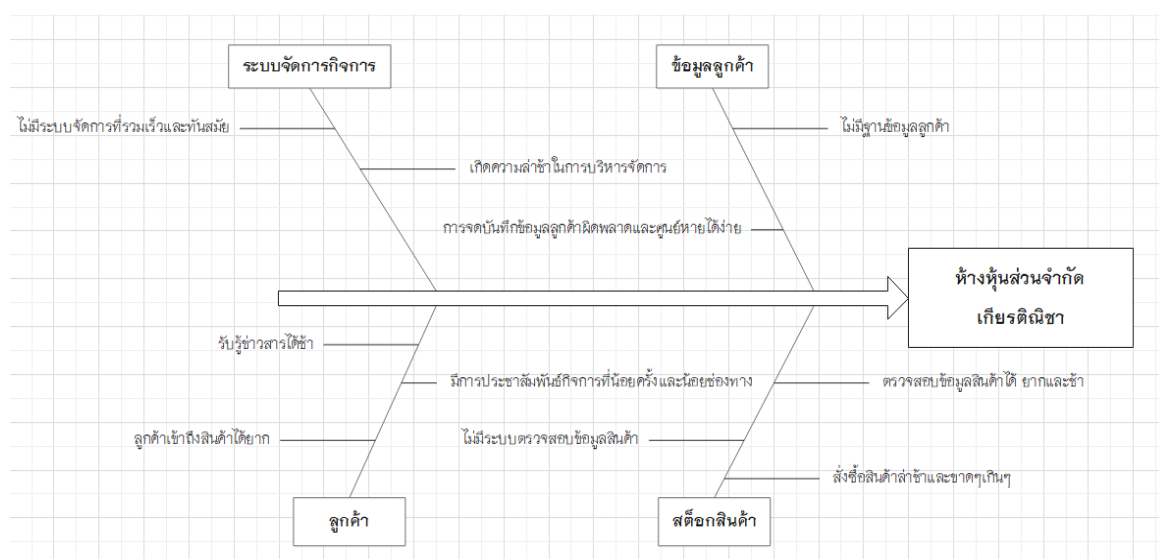 ระบบจัดการกิจการ
ข้อมูลลูกค้า
ไม่มีระบบจัดการที่รวมเร็วและทันสมัย
ไม่มีฐานข้อมูลลูกค้า
เกิดความล่าช้าในการบริหารจัดการ
การจดบันทึกข้อมูลลูกค้าผิดพลาดและศูนย์หายได้ง่าย
ห้างหุ้นส่วนจำกัด
เกียรติณิชา
รับรู้ข่าวสารได้ช้า
มีการประชาสัมพันธ์กิจการที่น้อยครั้งและน้อยช่องทาง
ตรวจสอบข้อมูลสินค้าได้ ยากและช้า
ลูกค้าเข้าถึงสินค้าได้ยาก
ไม่มีระบบตรวจสอบข้อมูลสินค้า
สั่งซื้อสินค้าล่าช้าและขาดๆเกินๆ
ลูกค้า
สต็อกสินค้า